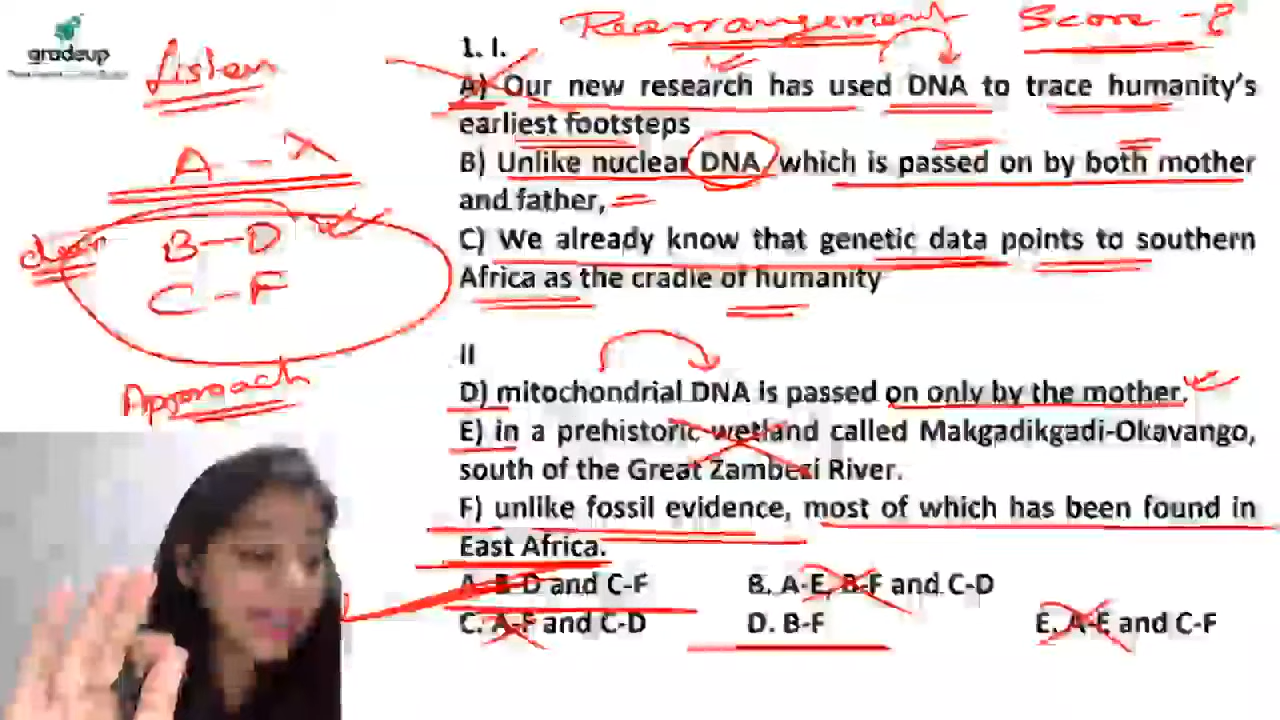 gradeup
Rearrangement Score - 8
Listen
A - X
B - D
C - F
Approach
1. I.
A) Our new research has used DNA to trace humanity's
earliest footsteps
B) Unlike nuclear DNA, which is passed on by both mother
and father,
C) We already know that genetic data points to southern
Africa as the cradle of humanity
II
D) mitochondrial DNA is passed on only by the mother.
E) in a prehistoric wetland called Makgadikgadi-Okavango,
south of the Great Zambezi River.
F) unlike fossil evidence, most of which has been found in
East Africa.
A. B-D and C-F B. A-E, B-F and C-D
C. A-F and C-D D. B-F E. A-E and C-F